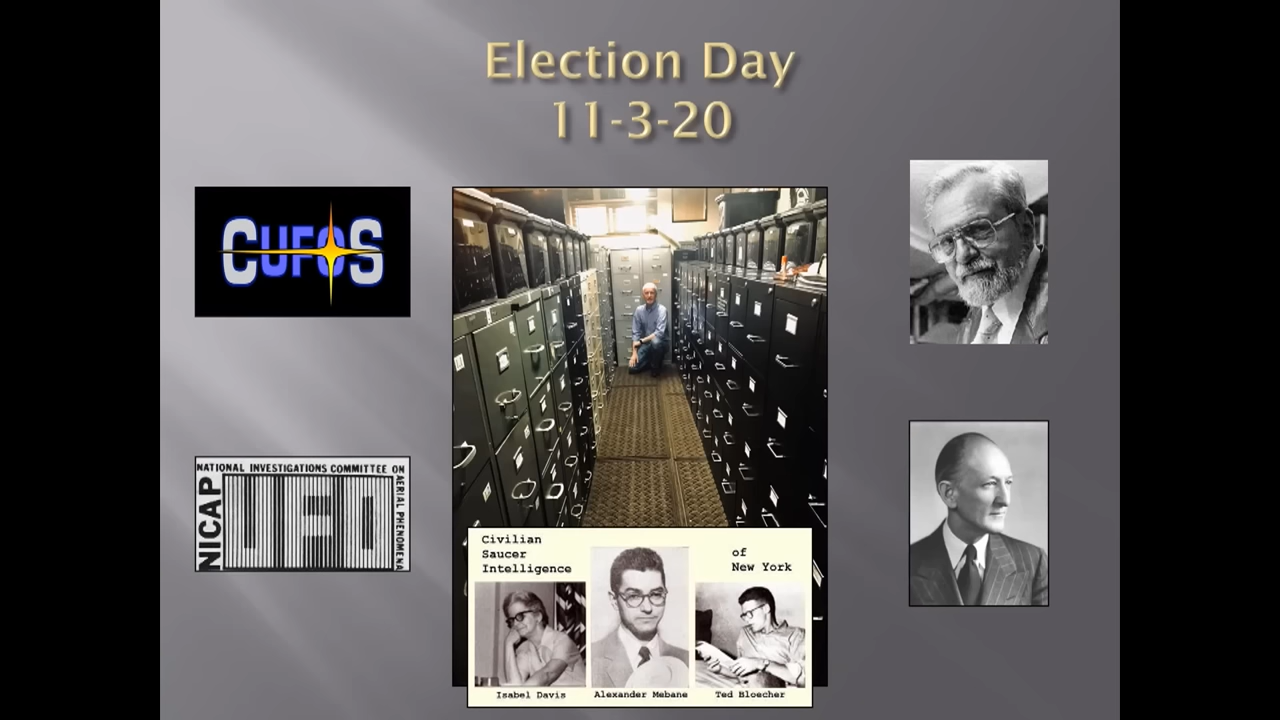 Election Day
11-3-20
CUFOS
NATIONAL INVESTIGATIONS COMMITTEE ON
AERIAL PHENOMENA
NICAP
UFO
Civilian
Saucer
Intelligence
of
New York
Isabel Davis
Alexander Mebane
Ted Bloecher